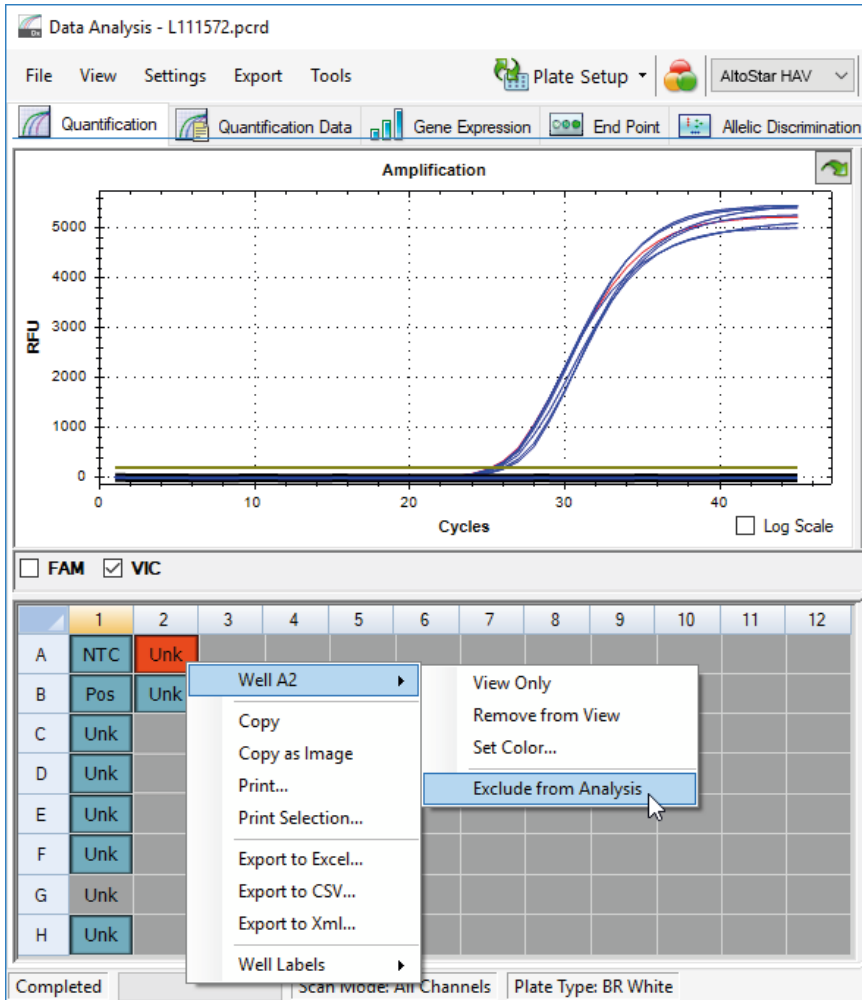 Data Analysis - L111572.pcrd
File View Settings Export Tools Plate Setup AltoStar HAV
Quantification Quantification Data Gene Expression End Point Allelic Discrimination
Amplification
5000
4000
3000
2000
1000
0
RFU
0 10 20 30 40
Cycles
Log Scale
FAM VIC
1 2 3 4 5 6 7 8 9 10 11 12
A NTC Unk
B Pos Unk
C Unk
D Unk
E Unk
F Unk
G Unk
H Unk
Well A2
Copy
Copy as Image
Print...
Print Selection...
Export to Excel...
Export to CSV...
Export to Xml...
Well Labels
View Only
Remove from View
Set Color...
Exclude from Analysis
Completed Scan Mode: All Channels Plate Type: BR White